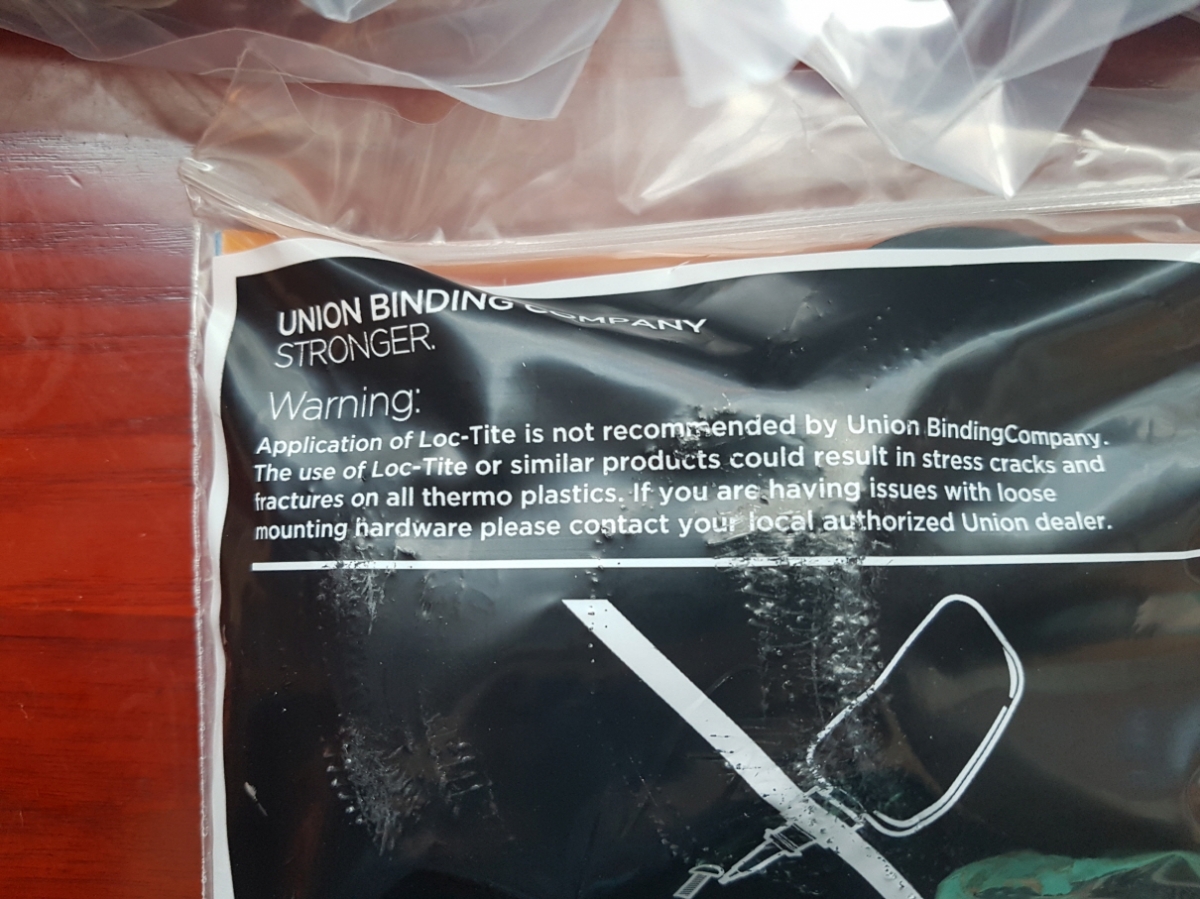 UNION BINDING COMPANY
STRONGER.
Warning:
Application of Loc-Tite is not recommended by Union BindingCompany.
The use of Loc-Tite or similar products could result in stress cracks and
fractures on all thermo plastics. If you are having issues with loose
mounting hardware please contact your local authorized Union dealer.